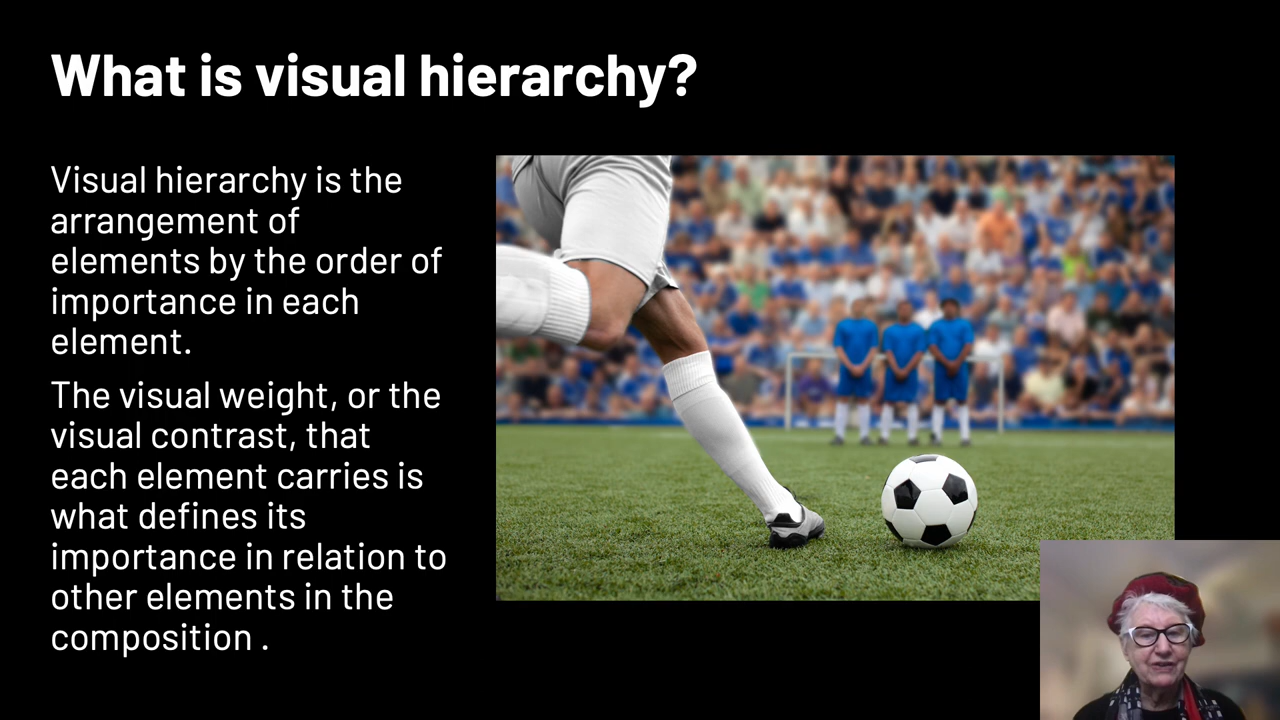 What is visual hierarchy?
Visual hierarchy is the
arrangement of
elements by the order of
importance in each
element.
The visual weight, or the
visual contrast, that
each element carries is
what defines its
importance in relation to
other elements in the
composition .